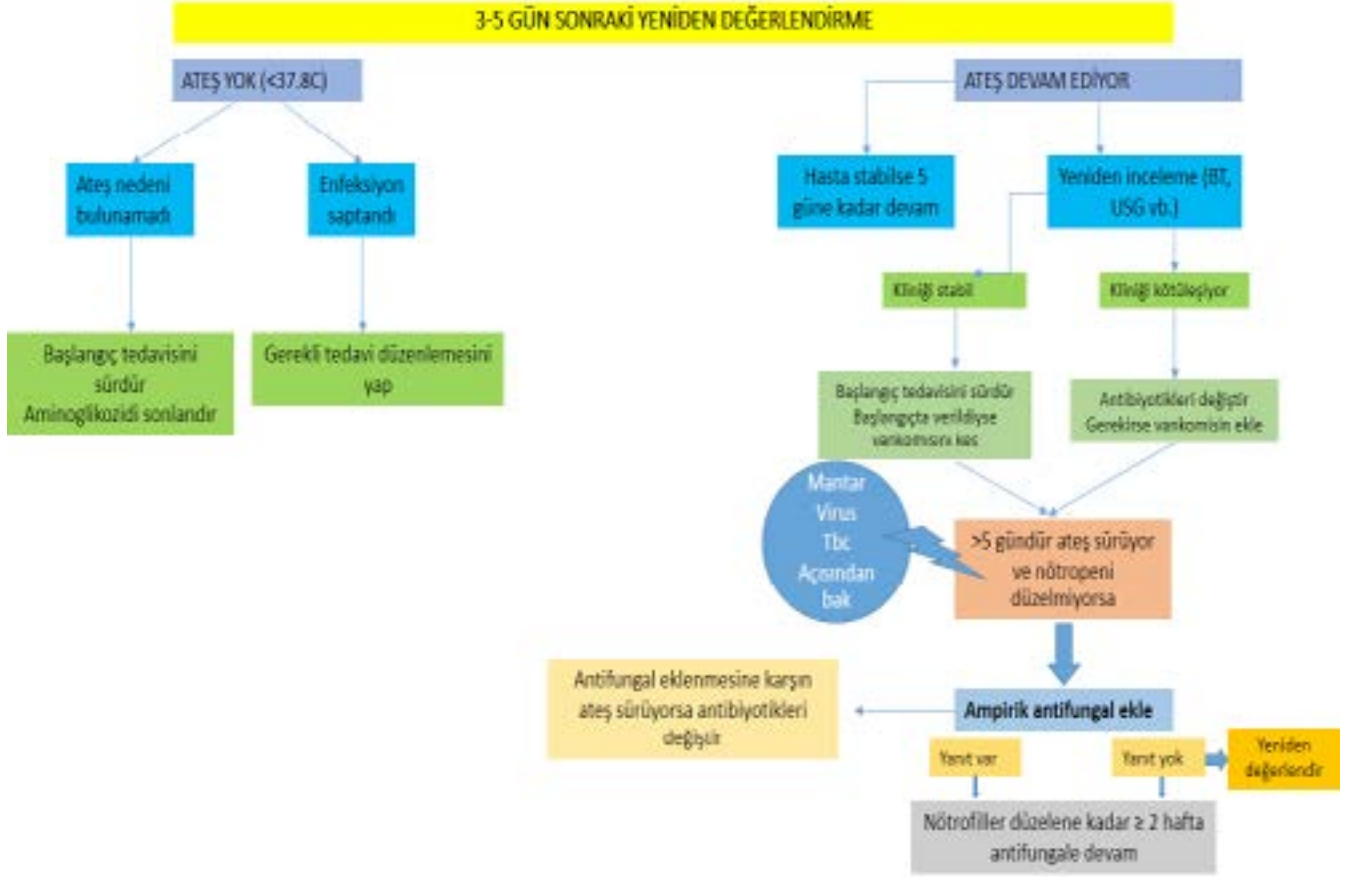 3-5 GÜN SONRAKİ YENİDEN DEĞERLENDİRME
ATEŞ YOK (<37.8C)
ATEŞ DEVAM EDİYOR
Ateş nedeni
bulunamadı
Enfeksiyon
saptandı
Hasta stabilse 5
güne kadar devam
Yeniden inceleme (BT,
USG vb.)
Kliniği stabil
Kliniği kötüleşiyor
Başlangıç tedavisini
sürdür
Aminoglikozidi sonlandır
Gerekli tedavi düzenlemesini
yap
Başlangıç tedavisini sürdür
Başlangıçta verildiyse
vankomisini kes
Antibiyotikleri değiştir
Gerekirse vankomisin ekle
Mantar
Virus
Tbc
Açısından
bak
>5 gündür ateş sürüyor
ve nötropeni
düzelmiyorsa
Antifungal eklenmesine karşın
ateş sürüyorsa antibiyotikleri
değiştir
Ampirik antifungal ekle
Yanıt var
Yanıt yok
Yeniden
değerlendir
Nötrofiller düzelene kadar ≥ 2 hafta
antifungale devam